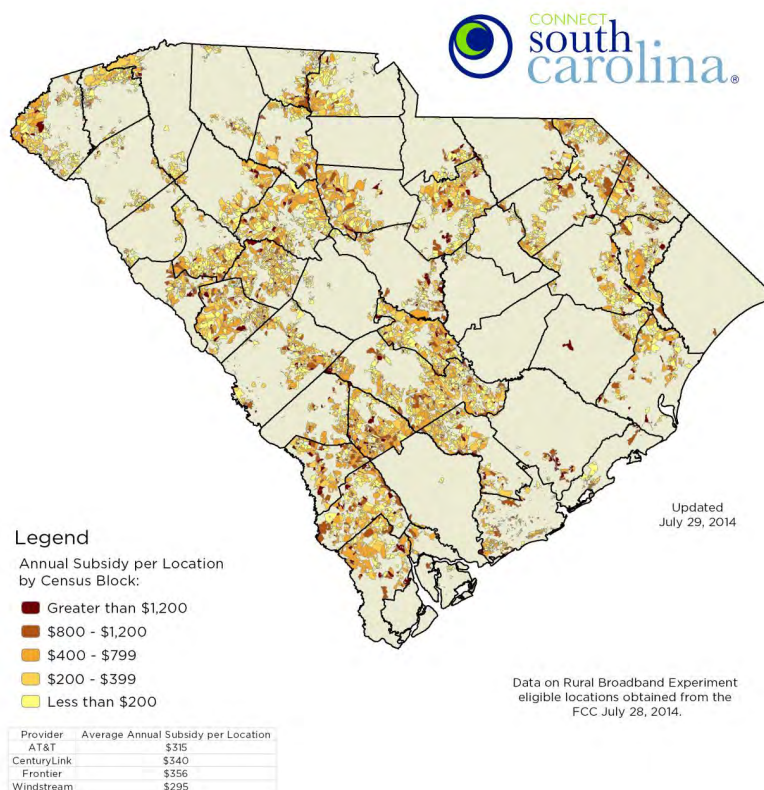 CONNECT
south
carolina®
Updated
July 29, 2014
Legend
Annual Subsidy per Location
by Census Block:
Greater than $1,200
$800 - $1,200
$400 - $799
$200 - $399
Less than $200
Data on Rural Broadband Experiment
eligible locations obtained from the
FCC July 28, 2014.
Provider Average Annual Subsidy per Location
AT&T $315
CenturyLink $340
Frontier $356
Windstream $295